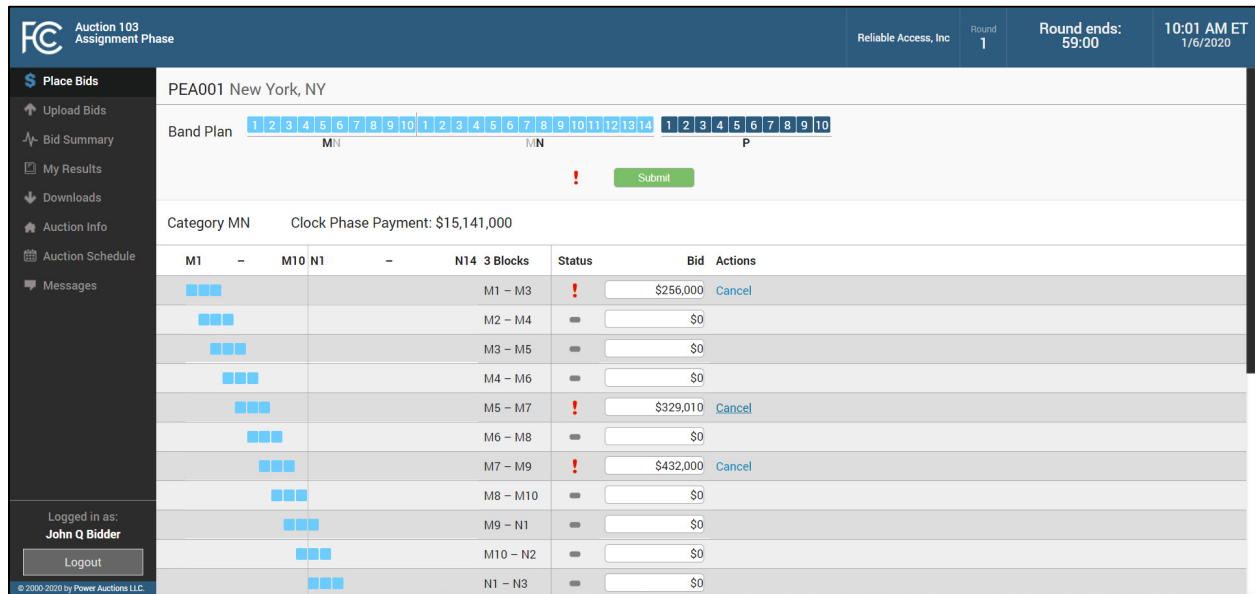 FCC Auction 103
Assignment Phase
Reliable Access, Inc
Round
1
Round ends:
59:00
10:01 AM ET
1/6/2020
Place Bids
Upload Bids
Bid Summary
My Results
Downloads
Auction Info
Auction Schedule
Messages
Logged in as:
John Q Bidder
Logout
© 2000-2020 by Power Auctions LLC.
PEA001 New York, NY
Band Plan 1 2 3 4 5 6 7 8 9 10 1 2 3 4 5 6 7 8 9 10 11 12 13 14 1 2 3 4 5 6 7 8 9 10
MN MN P
! Submit
Category MN Clock Phase Payment: $15,141,000
M1 – M10 N1 – N14 3 Blocks Status Bid Actions
M1 – M3 ! $256,000 Cancel
M2 – M4 $0
M3 – M5 $0
M4 – M6 $0
M5 – M7 ! $329,010 Cancel
M6 – M8 $0
M7 – M9 ! $432,000 Cancel
M8 – M10 $0
M9 – N1 $0
M10 – N2 $0
N1 – N3 $0